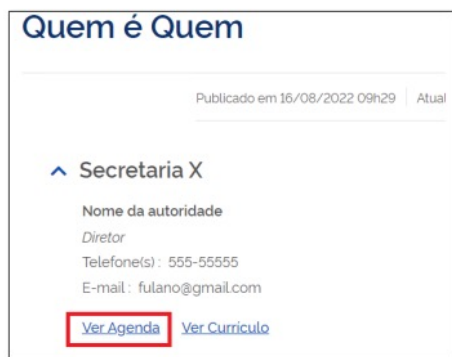 Quem é Quem
Publicado em 16/08/2022 09h29 Atual
Secretaria X
Nome da autoridade
Diretor
Telefone(s) : 555-55555
E-mail : fulano@gmail.com
Ver Agenda Ver Currículo